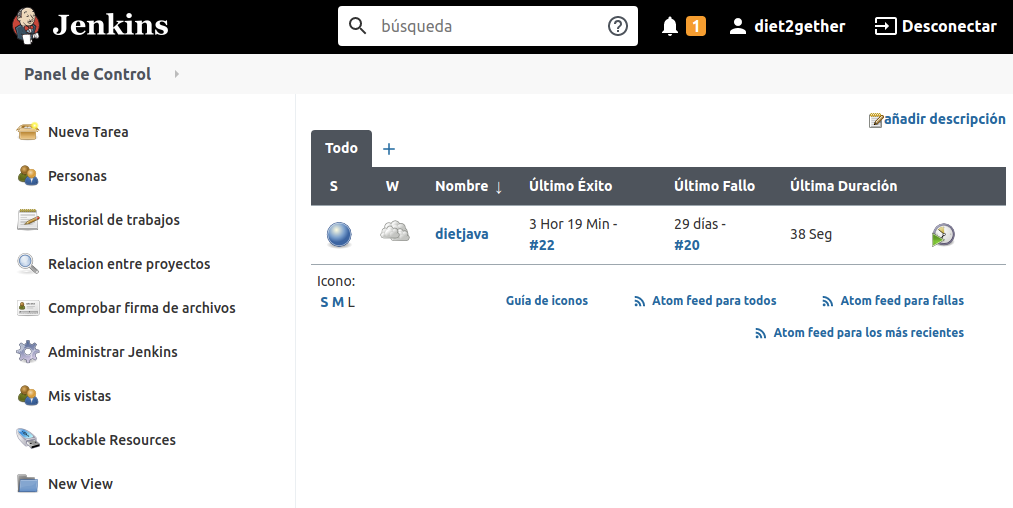 Jenkins
búsqueda
1
diet2gether
Desconectar
Panel de Control
Nueva Tarea
Personas
Historial de trabajos
Relacion entre proyectos
Comprobar firma de archivos
Administrar Jenkins
Mis vistas
Lockable Resources
New View
añadir descripción
Todo +
S W Nombre ↓ Último Éxito Último Fallo Última Duración
dietjava 3 Hor 19 Min - #22 29 días - #20 38 Seg
Icono:
S M L
Guía de iconos Atom feed para todos Atom feed para fallas
Atom feed para los más recientes